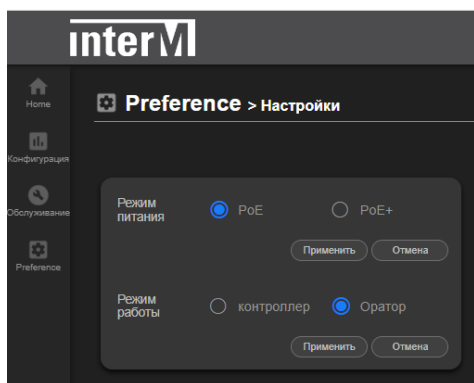 interM
Home
Preference > Настройки
Конфигурация
Обслуживание
Preference
Режим питания
PoE
PoE+
Применить
Отмена
Режим работы
контроллер
Оратор
Применить
Отмена